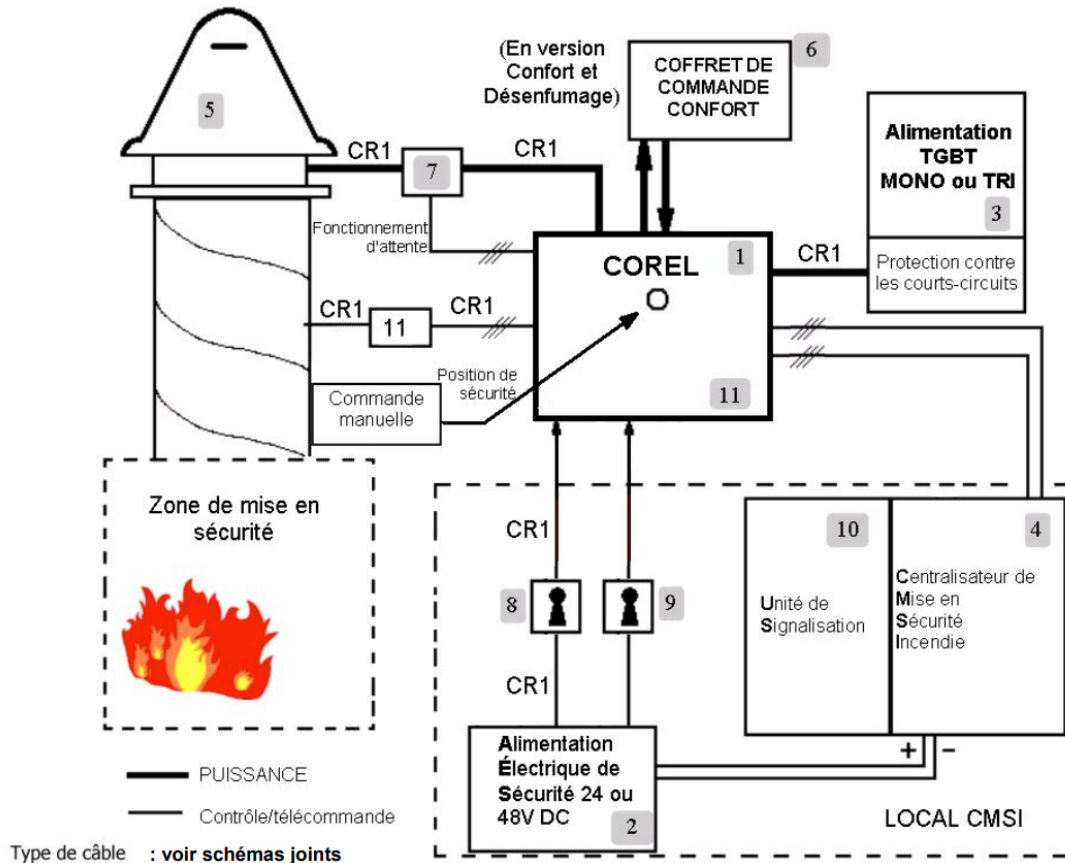 (En version
Confort et
Désenfumage)
6
COFFRET DE
COMMANDE
CONFORT
5
CR1
7
CR1
Alimentation
TGBT
MONO ou TRI
3
Protection contre
les courts-circuits
Fonctionnement
d'attente
1
COREL
CR1
CR1
11
CR1
Position de
sécurité
Commande
manuelle
11
Zone de mise en
sécurité
CR1
8
9
CR1
10
Unité de
Signalisation
4
Centralisateur de
Mise en
Sécurité
Incendie
+ −
Alimentation
Électrique de
Sécurité 24 ou
48V DC
2
LOCAL CMSI
PUISSANCE
Contrôle/télécommande
Type de câble : voir schémas joints